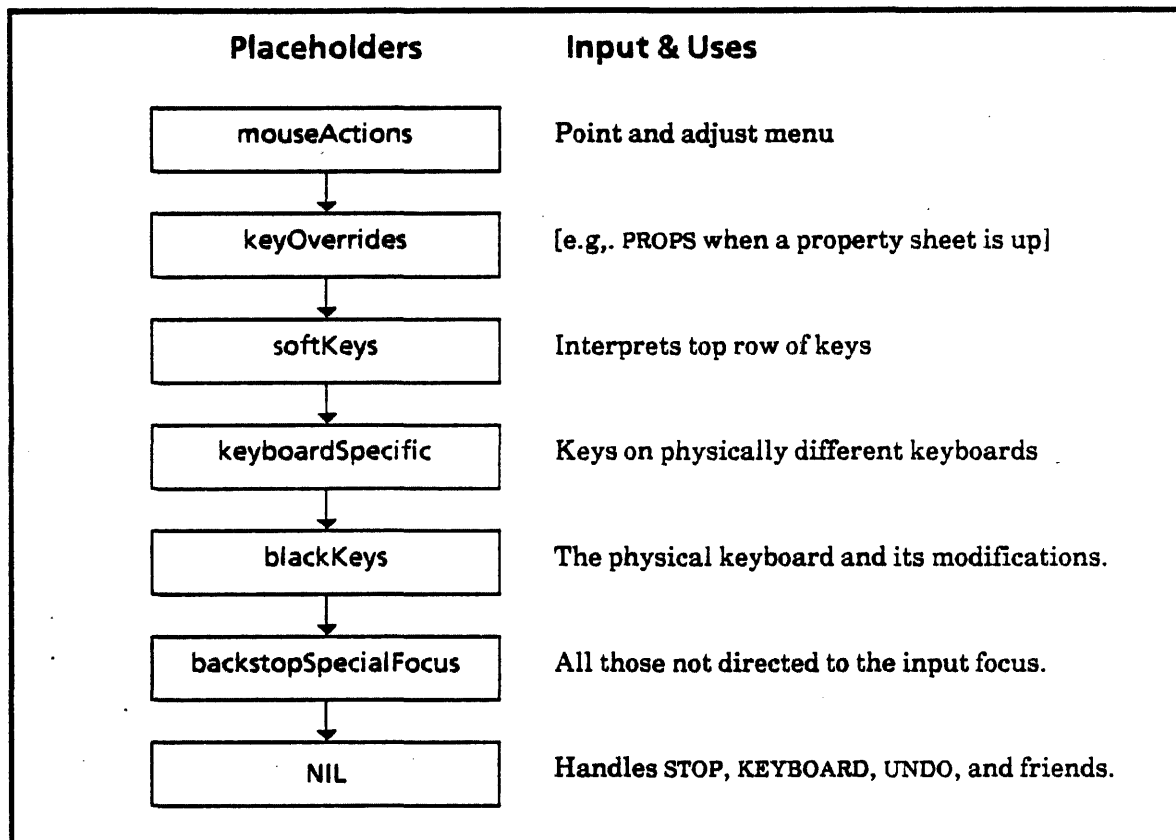 Placeholders Input & Uses
mouseActions Point and adjust menu
keyOverrides [e.g,. PROPS when a property sheet is up]
softKeys Interprets top row of keys
keyboardSpecific Keys on physically different keyboards
blackKeys The physical keyboard and its modifications.
backstopSpecialFocus All those not directed to the input focus.
NIL Handles STOP, KEYBOARD, UNDO, and friends.